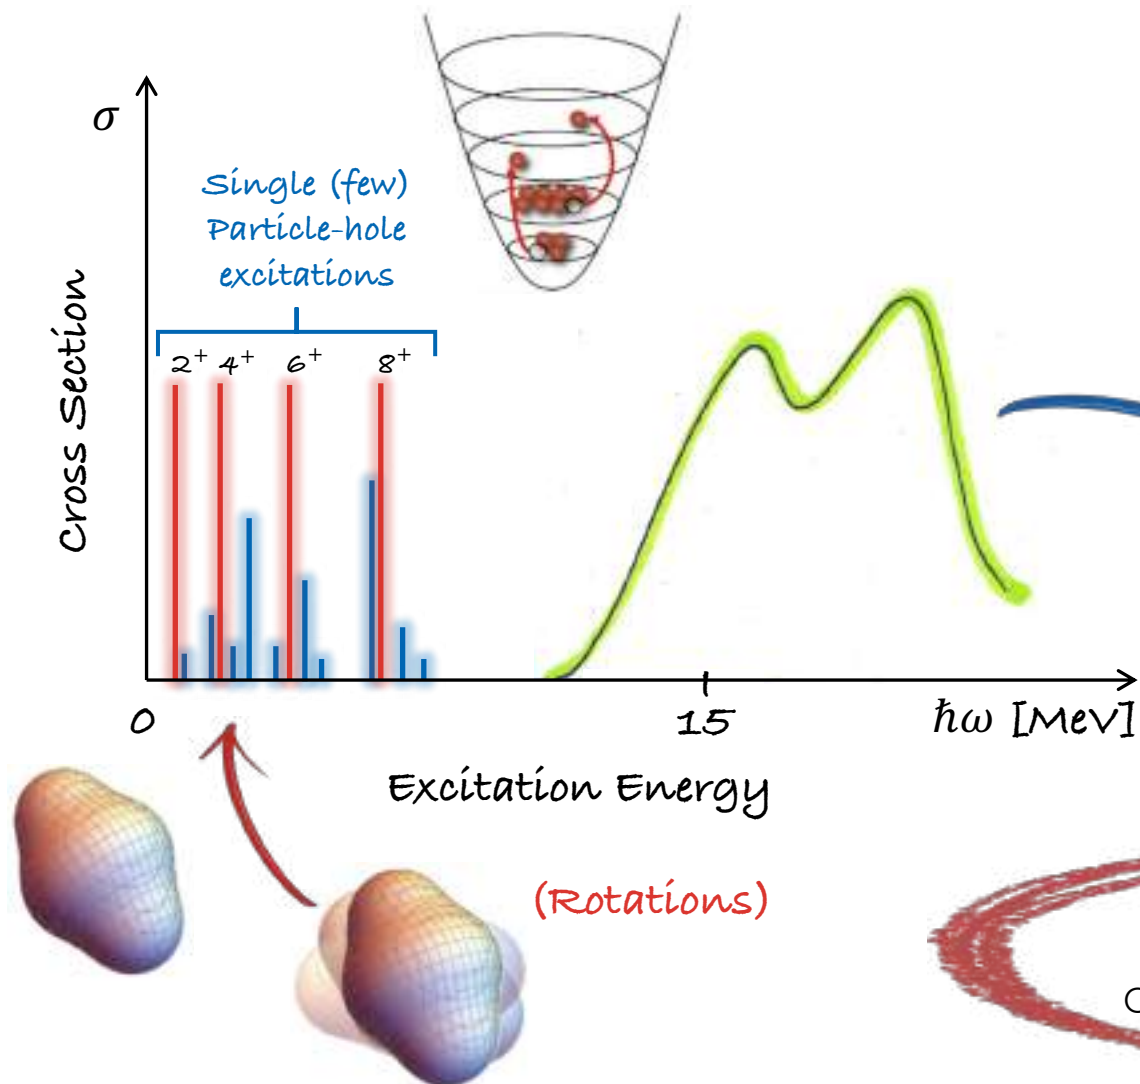 σ
Single (few)
Particle-hole
excitations
Cross Section
2⁺ 4⁺ 6⁺ 8⁺
0 15 ħω [MeV]
Excitation Energy
(Rotations)